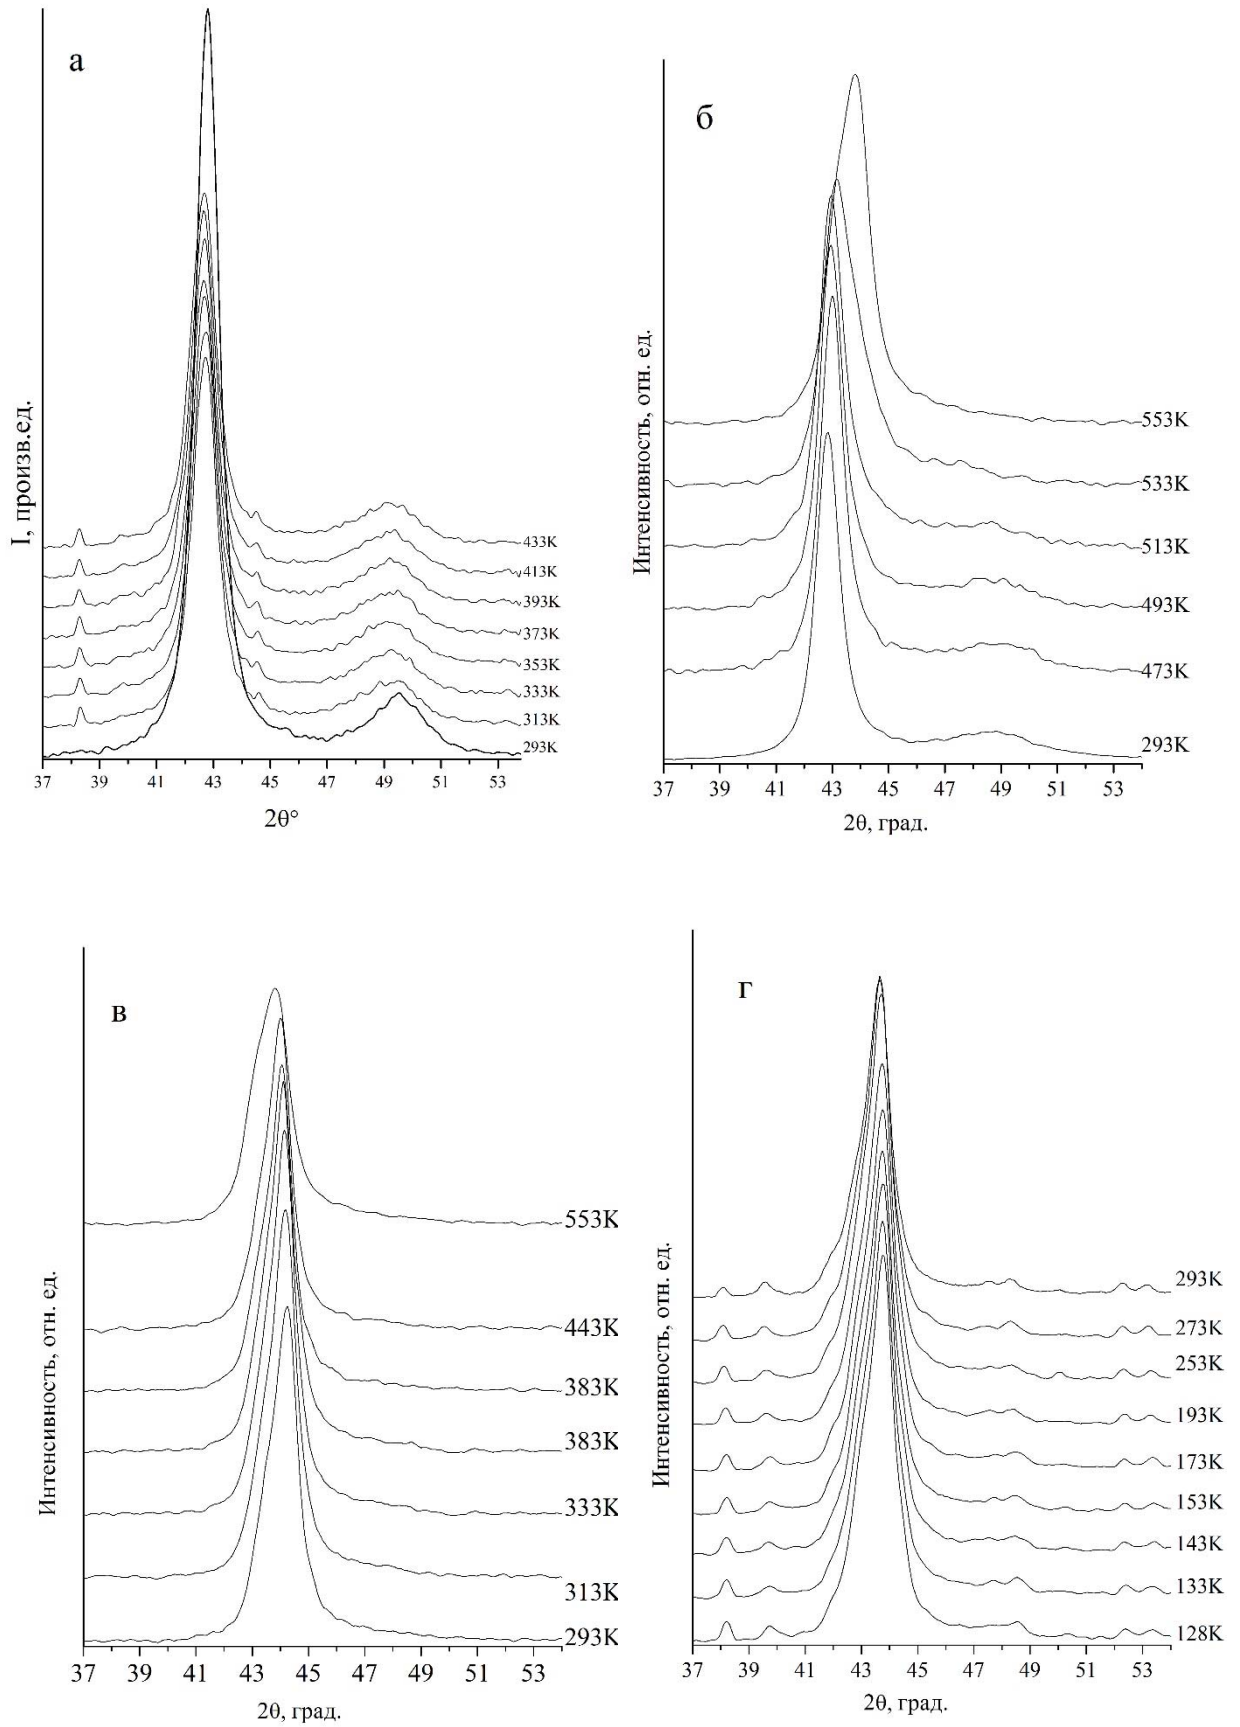 а
I, произв.ед.
433K
413K
393K
373K
353K
333K
313K
293K
37 39 41 43 45 47 49 51 53
2θ°
б
Интенсивность, отн. ед.
553K
533K
513K
493K
473K
293K
37 39 41 43 45 47 49 51 53
2θ, град.
в
Интенсивность, отн. ед.
553K
443K
383K
383K
333K
313K
293K
37 39 41 43 45 47 49 51 53
2θ, град.
г
Интенсивность, отн. ед.
293K
273K
253K
193K
173K
153K
143K
133K
128K
37 39 41 43 45 47 49 51 53
2θ, град.